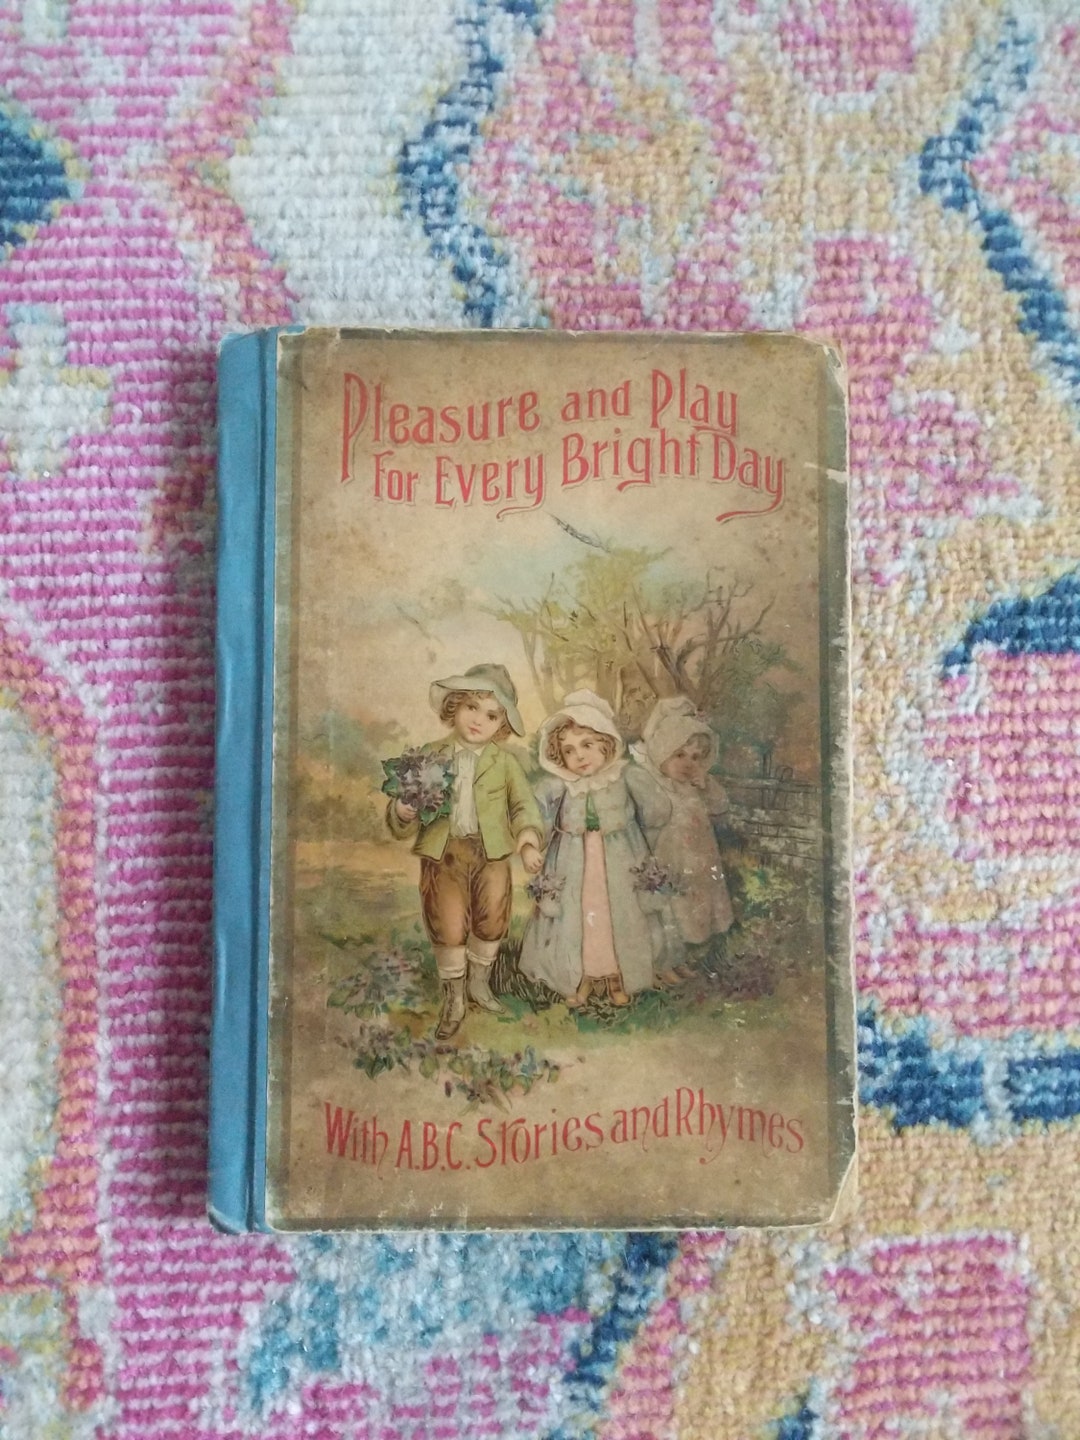 Pleasure and Play
For Every Bright Day
With A.B.C. Stories and Rhymes